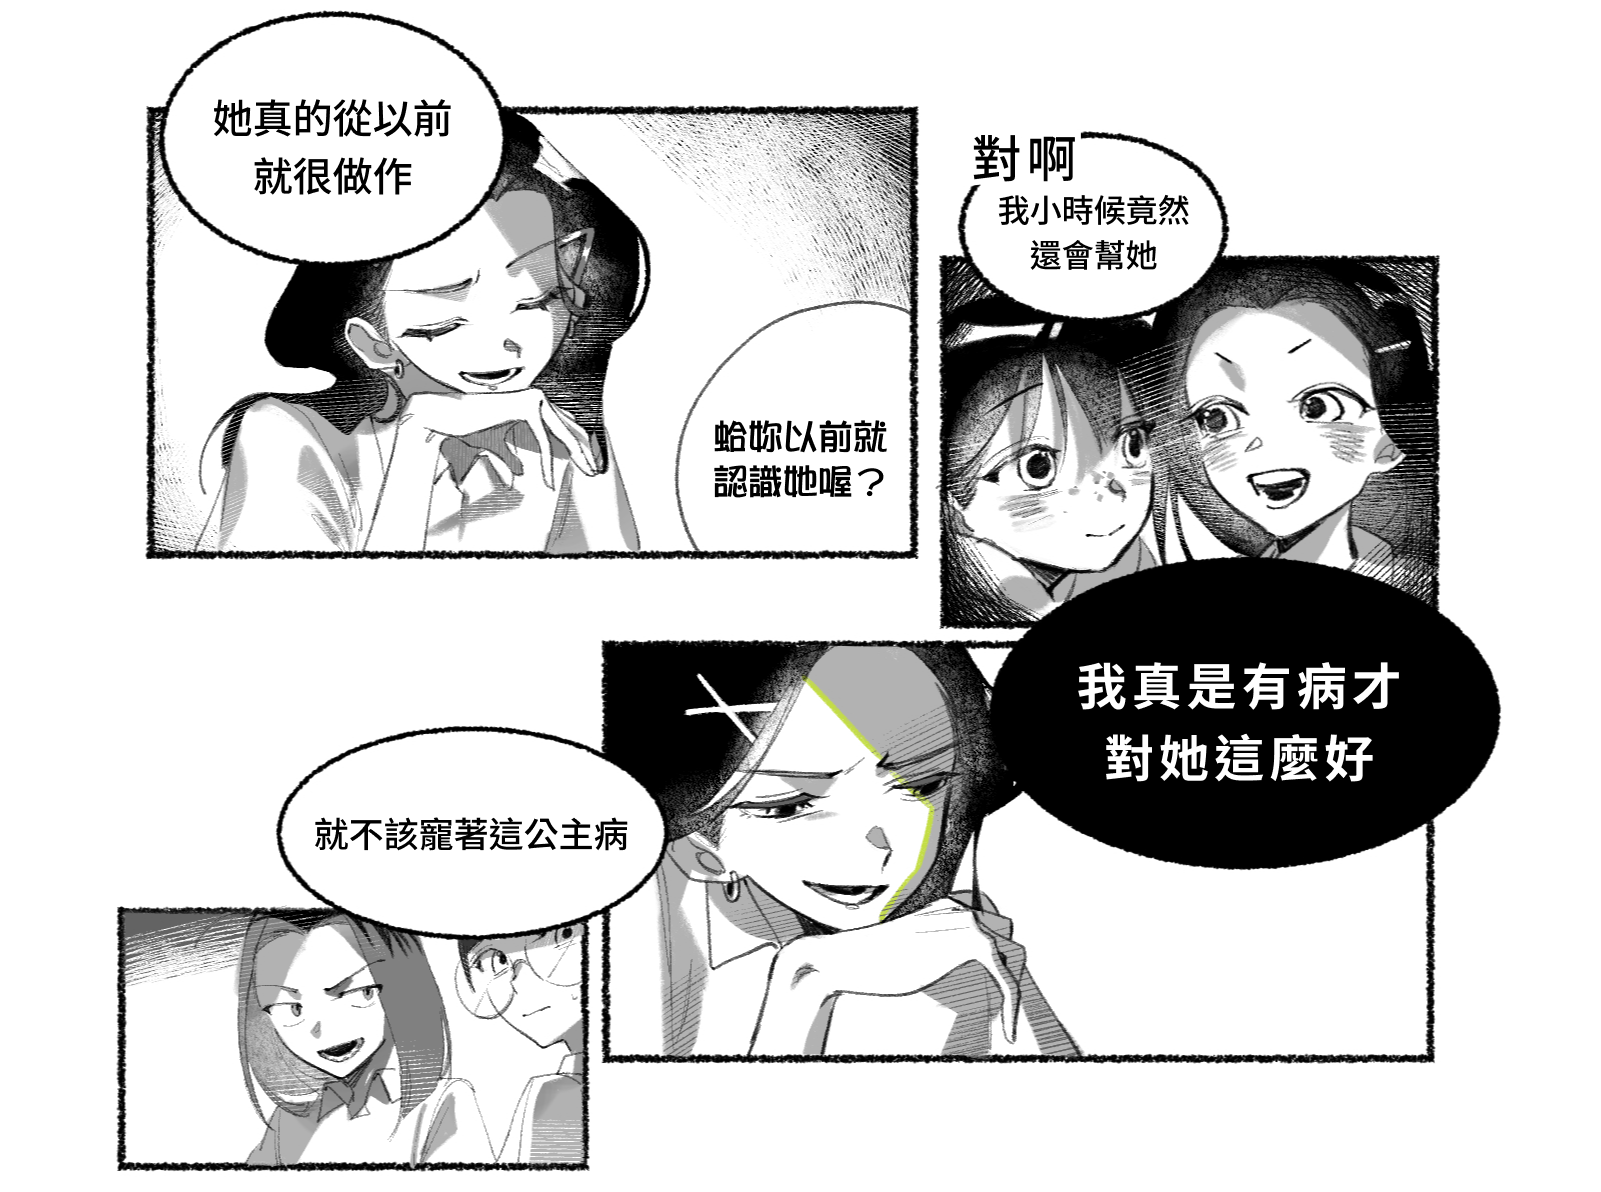 她真的從以前
就很做作
蛤妳以前就
認識她喔？
對啊
我小時候竟然
還會幫她
我真是有病才
對她這麼好
就不該寵著這公主病